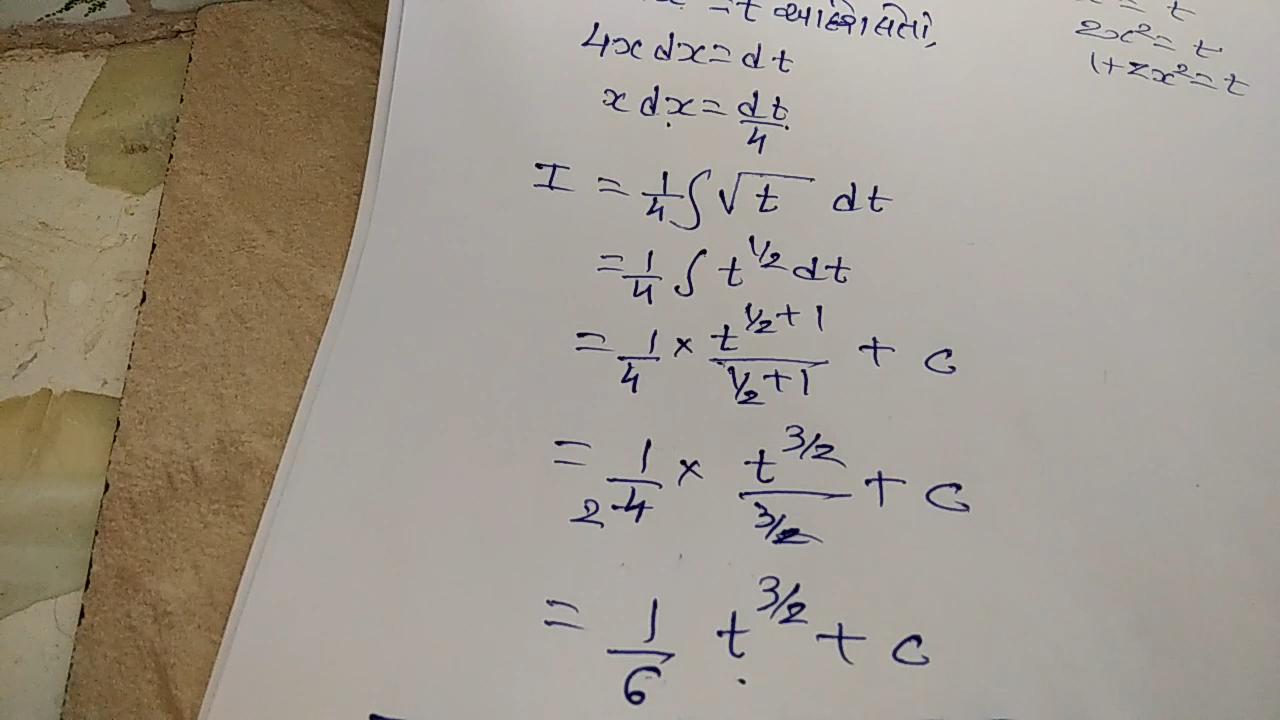 = t
4x dx = dt
x dx = dt/4
I = 1/4 ∫ √t dt
= 1/4 ∫ t^1/2 dt
= 1/4 × t^(1/2+1)/(1/2+1) + c
= 1/4 × t^3/2/(3/2) + c
2
= 1/6 t^3/2 + c
= t
2x² = t
1+2x² = t